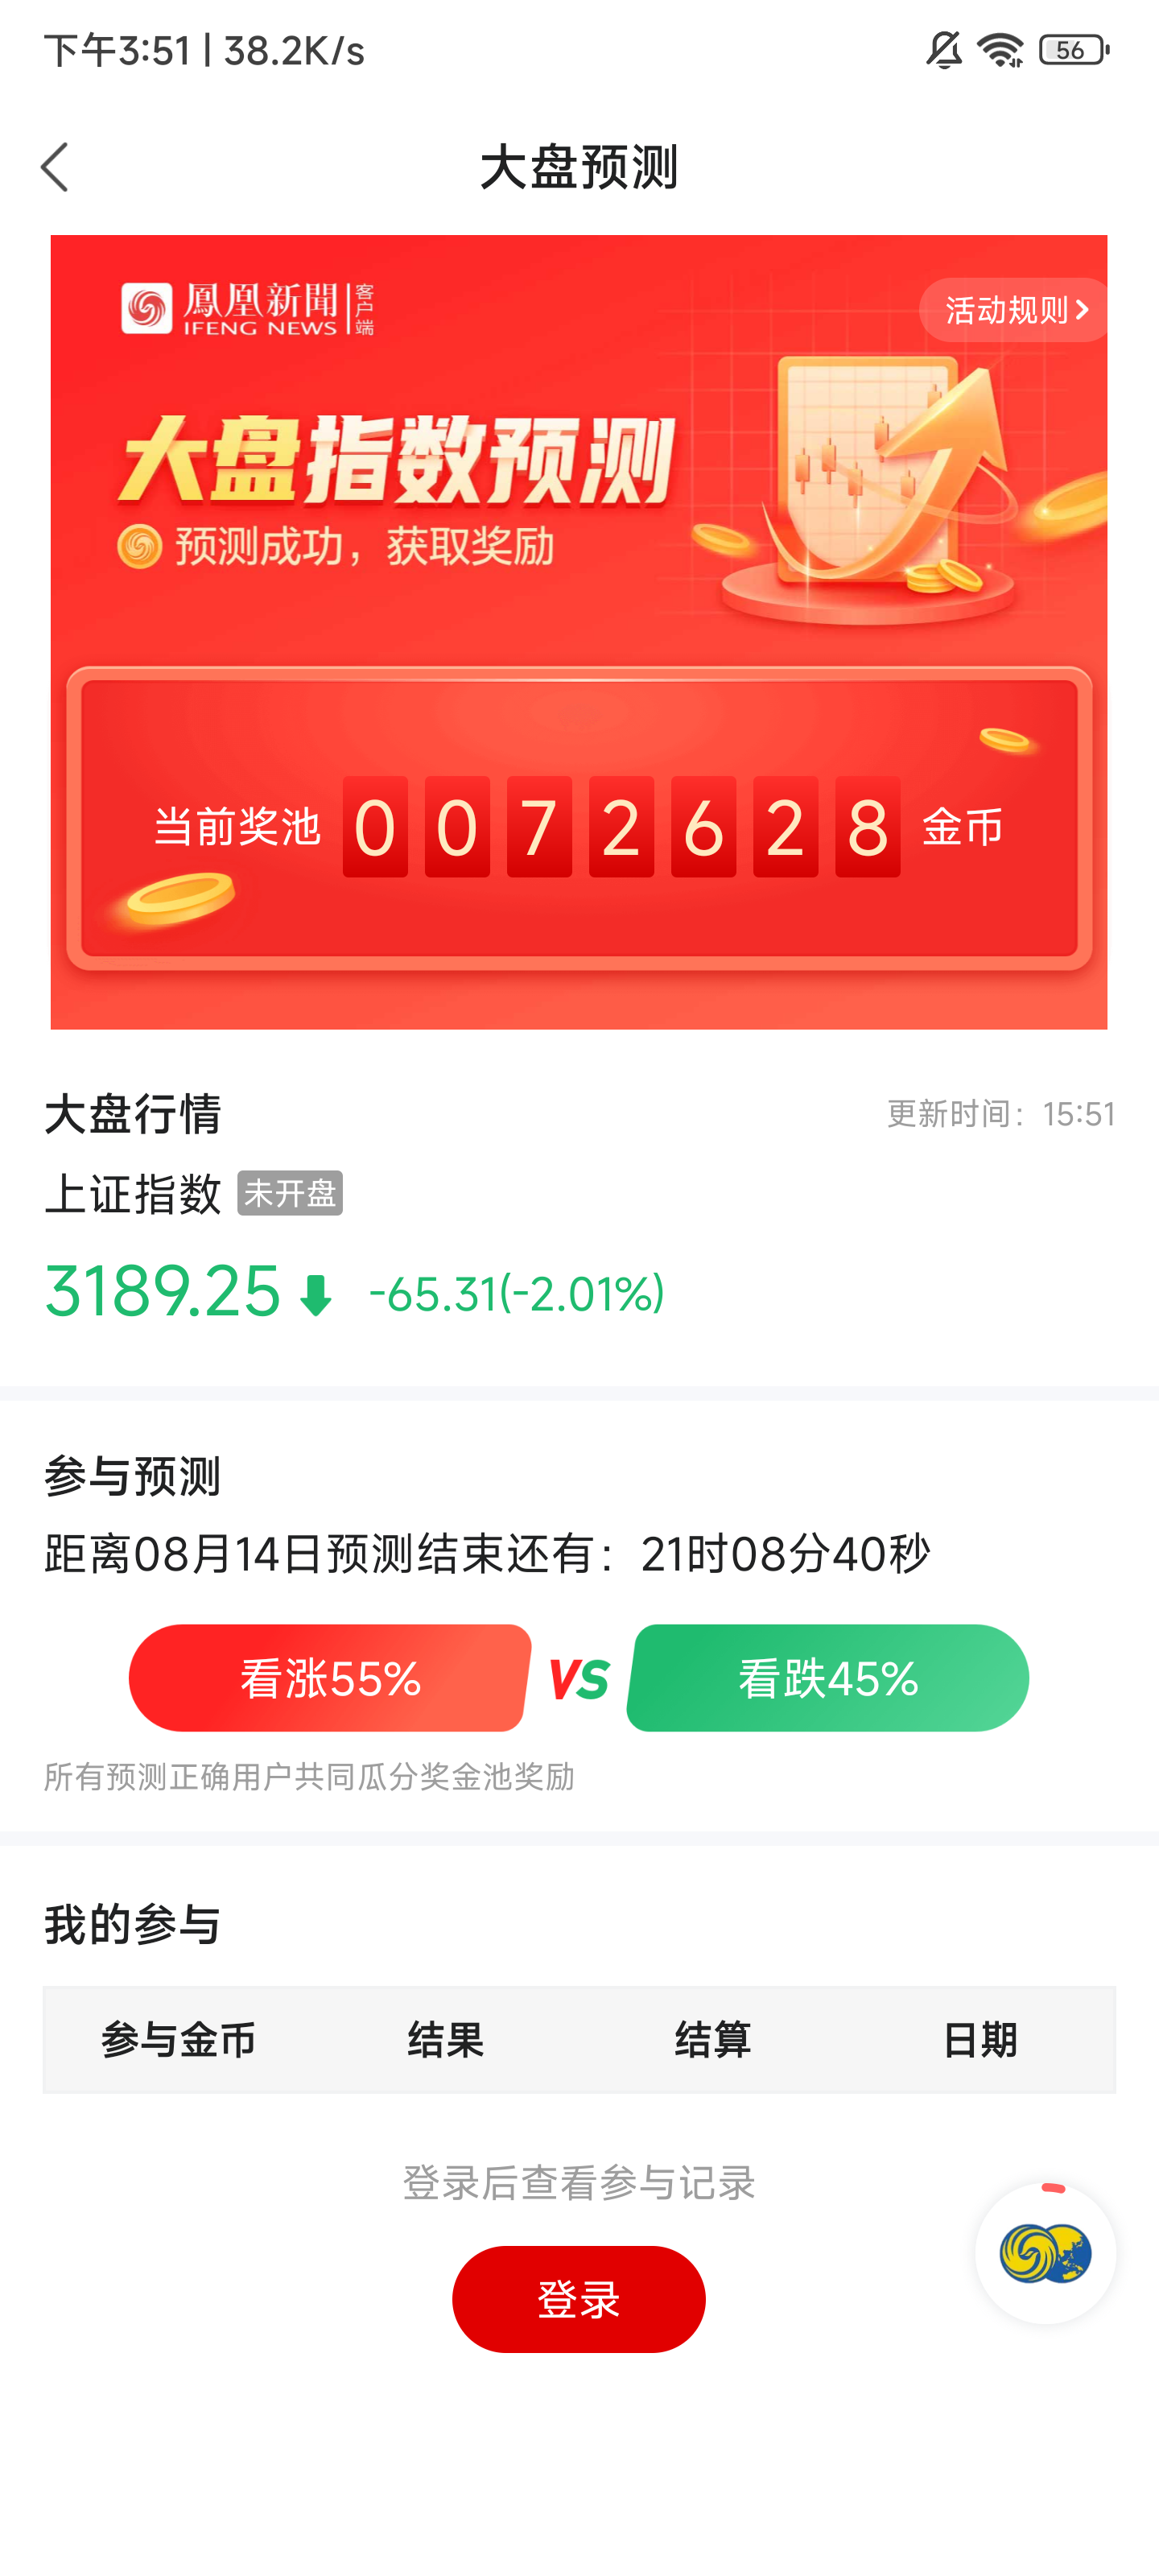 下午3:51 | 38.2K/s
56
大盘预测
鳳凰新聞 客户端
IFENG NEWS
活动规则
大盘指数预测
预测成功，获取奖励
当前奖池 0 0 7 2 6 2 8 金币
大盘行情 更新时间：15:51
上证指数 未开盘
3189.25 -65.31(-2.01%)
参与预测
距离08月14日预测结束还有：21时08分40秒
看涨55% VS 看跌45%
所有预测正确用户共同瓜分奖金池奖励
我的参与
参与金币 结果 结算 日期
登录后查看参与记录
登录